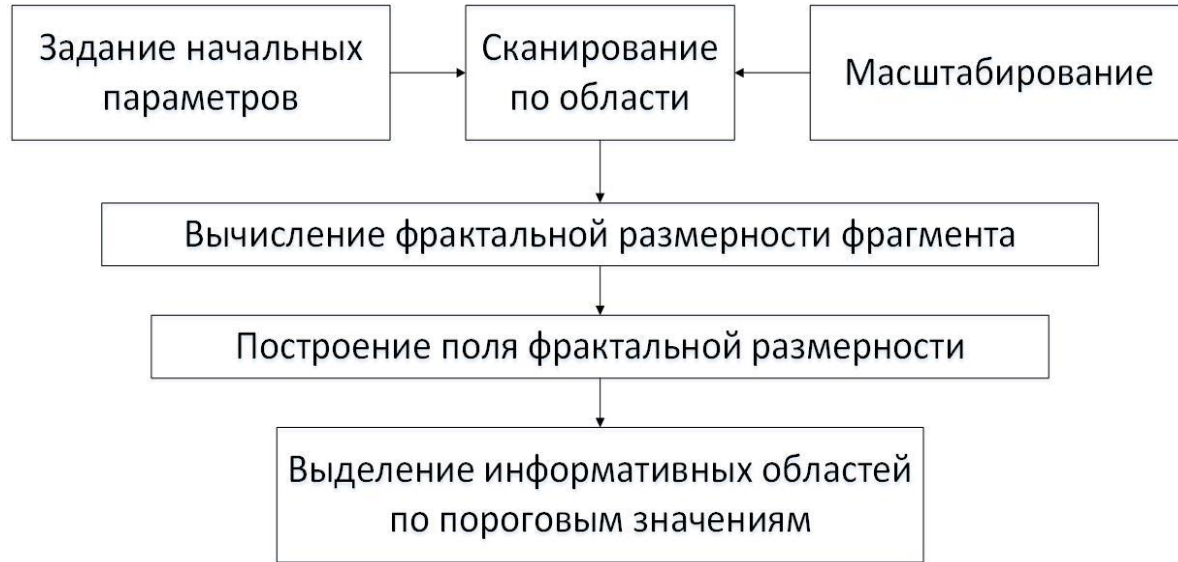 Задание начальных
параметров
Сканирование
по области
Масштабирование
Вычисление фрактальной размерности фрагмента
Построение поля фрактальной размерности
Выделение информативных областей
по пороговым значениям